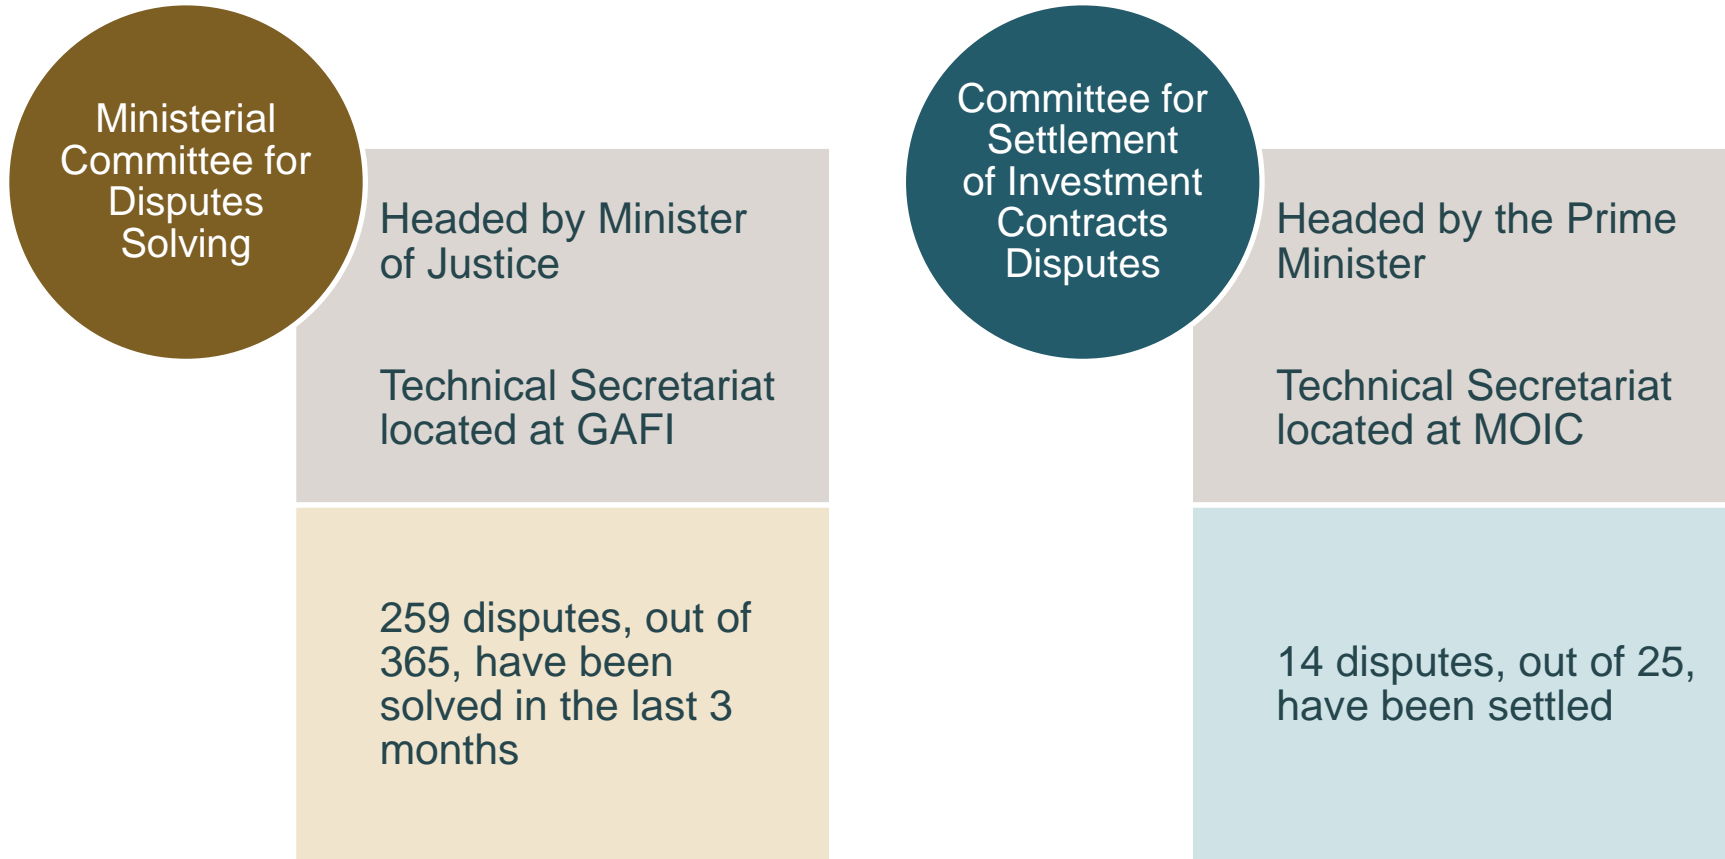 Ministerial
Committee for
Disputes
Solving
Headed by Minister
of Justice
Technical Secretariat
located at GAFI
259 disputes, out of
365, have been
solved in the last 3
months
Committee for
Settlement
of Investment
Contracts
Disputes
Headed by the Prime
Minister
Technical Secretariat
located at MOIC
14 disputes, out of 25,
have been settled